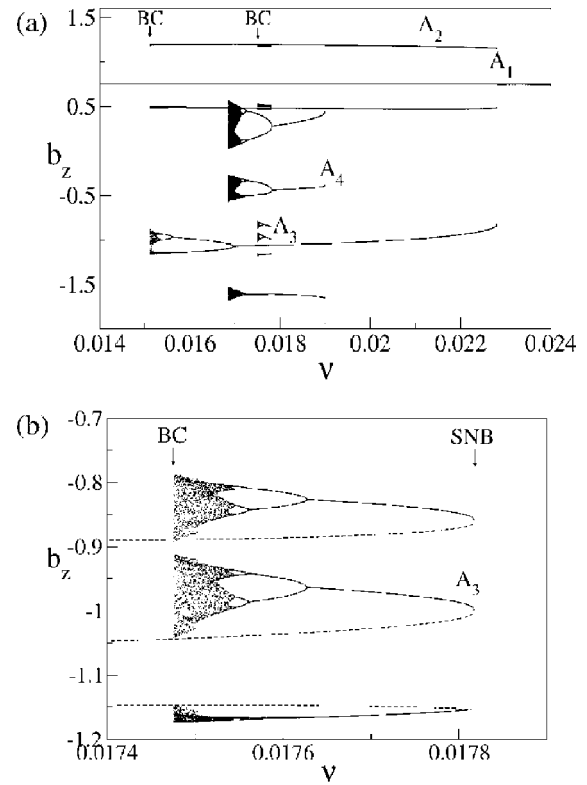 (a)
BC
BC
A2
A1
1.5
0.5
-0.5
-1.5
bz
A4
A3
0.014
0.016
0.018
0.02
0.022
0.024
ν
(b)
BC
SNB
-0.7
-0.8
-0.9
-1
-1.1
-1.2
bz
A3
0.0174
0.0176
0.0178
ν